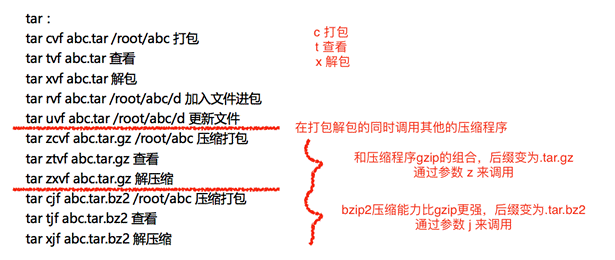 tar：
tar cvf abc.tar /root/abc 打包
tar tvf abc.tar 查看
tar xvf abc.tar 解包
tar rvf abc.tar /root/abc/d 加入文件进包
tar uvf abc.tar /root/abc/d 更新文件
tar zcvf abc.tar.gz /root/abc 压缩打包
tar ztvf abc.tar.gz 查看
tar zxvf abc.tar.gz 解压缩
tar cjf abc.tar.bz2 /root/abc 压缩打包
tar tjf abc.tar.bz2 查看
tar xjf abc.tar.bz2 解压缩
c 打包
t 查看
x 解包
在打包解包的同时调用其他的压缩程序
和压缩程序gzip的组合，后缀变为.tar.gz
通过参数 z 来调用
bzip2压缩能力比gzip更强，后缀变为.tar.bz2
通过参数 j 来调用